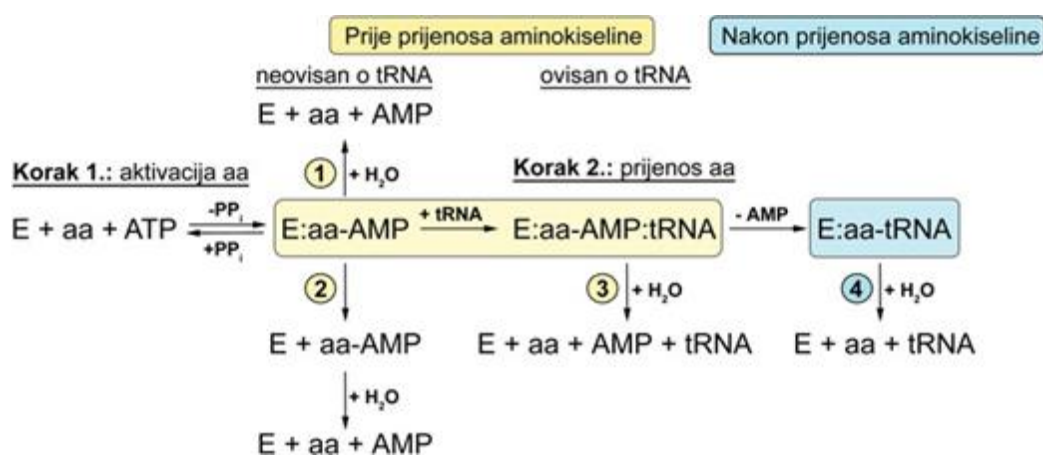 Prije prijenosa aminokiseline
Nakon prijenosa aminokiseline
neovisan o tRNA
ovisan o tRNA
E + aa + AMP
Korak 1.: aktivacija aa
1
+ H₂O
Korak 2.: prijenos aa
E + aa + ATP
-PPᵢ
+PPᵢ
E:aa-AMP
+ tRNA
E:aa-AMP:tRNA
- AMP
E:aa-tRNA
2
3
+ H₂O
4
+ H₂O
E + aa-AMP
E + aa + AMP + tRNA
E + aa + tRNA
+ H₂O
E + aa + AMP